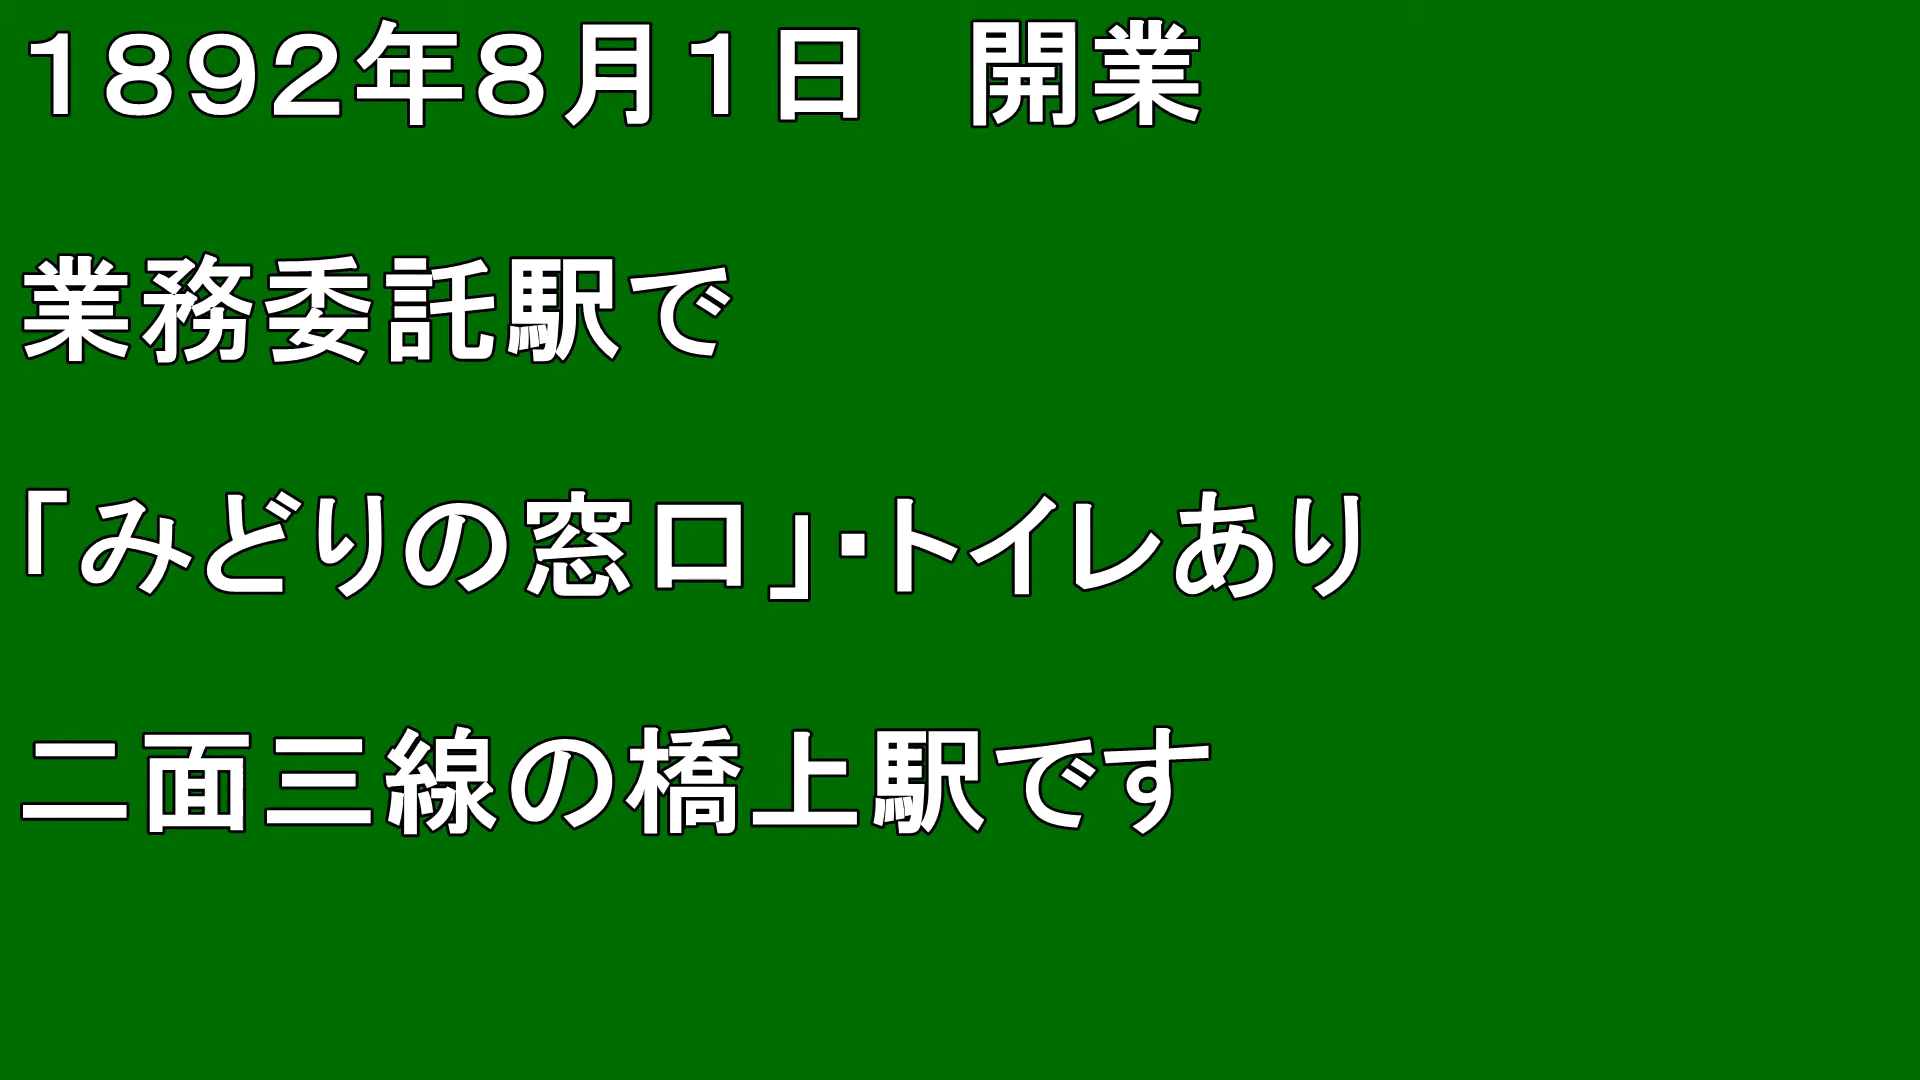 １８９２年８月１日　開業
業務委託駅で
「みどりの窓口」・トイレあり
二面三線の橋上駅です